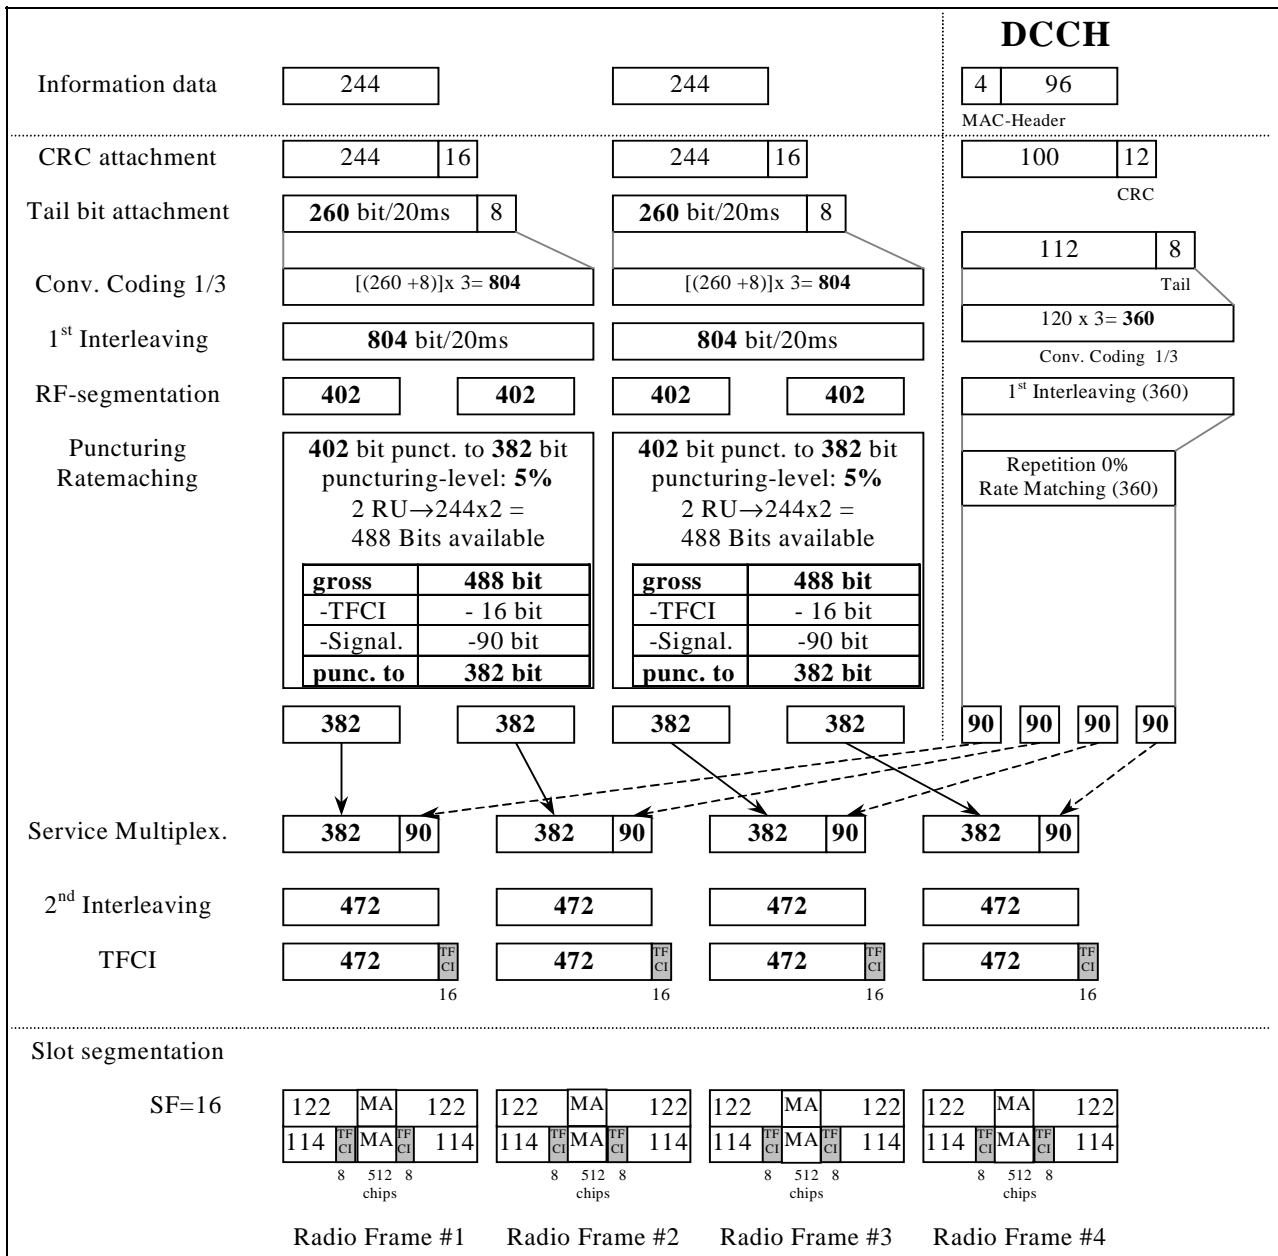 DCCH
Information data 244 244 4 96
MAC-Header
CRC attachment 244 16 244 16 100 12
CRC
Tail bit attachment 260 bit/20ms 8 260 bit/20ms 8
112 8
Tail
Conv. Coding 1/3 [(260 +8)]x 3= 804 [(260 +8)]x 3= 804
120 x 3= 360
Conv. Coding 1/3
1st Interleaving 804 bit/20ms 804 bit/20ms
RF-segmentation 402 402 402 402 1st Interleaving (360)
Puncturing
Ratemaching
402 bit punct. to 382 bit
puncturing-level: 5%
2 RU→244x2 =
488 Bits available
gross 488 bit
-TFCI - 16 bit
-Signal. -90 bit
punc. to 382 bit
402 bit punct. to 382 bit
puncturing-level: 5%
2 RU→244x2 =
488 Bits available
gross 488 bit
-TFCI - 16 bit
-Signal. -90 bit
punc. to 382 bit
Repetition 0%
Rate Matching (360)
382 382 382 382 90 90 90 90
Service Multiplex. 382 90 382 90 382 90 382 90
2nd Interleaving 472 472 472 472
TFCI 472 TF CI 472 TF CI 472 TF CI 472 TF CI
16 16 16 16
Slot segmentation
SF=16 122 MA 122 122 MA 122 122 MA 122 122 MA 122
114 TF CI MA TF CI 114 114 TF CI MA TF CI 114 114 TF CI MA TF CI 114 114 TF CI MA TF CI 114
8 512 8 8 512 8 8 512 8 8 512 8
chips chips chips chips
Radio Frame #1 Radio Frame #2 Radio Frame #3 Radio Frame #4